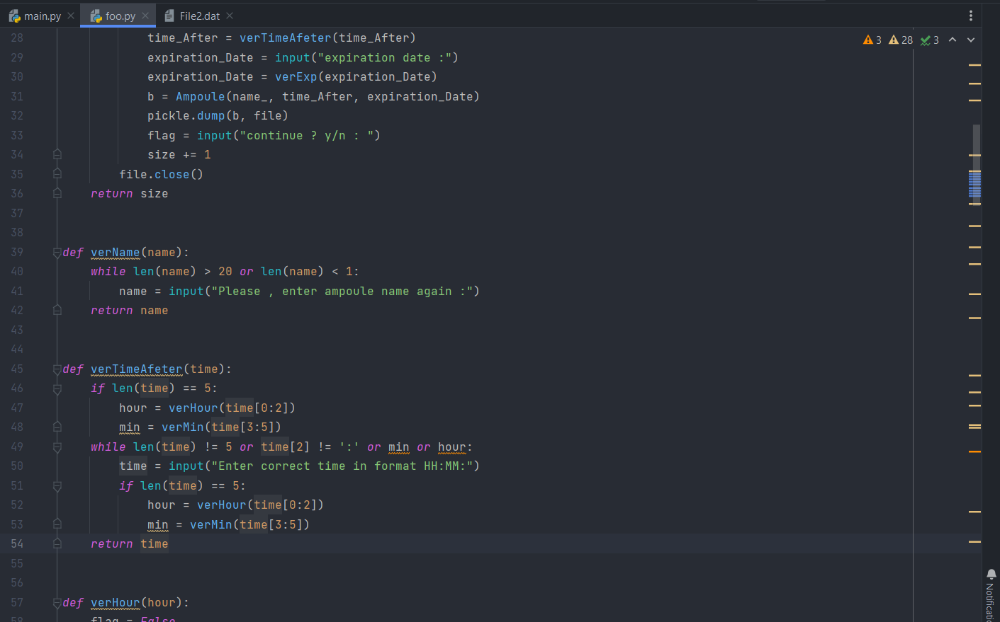 main.py foo.py File2.dat
3 28 3
28 time_After = verTimeAfeter(time_After)
29 expiration_Date = input("expiration date :")
30 expiration_Date = verExp(expiration_Date)
31 b = Ampoule(name_, time_After, expiration_Date)
32 pickle.dump(b, file)
33 flag = input("continue ? y/n : ")
34 size += 1
35 file.close()
36 return size
37
38
39 def verName(name):
40 while len(name) > 20 or len(name) < 1:
41 name = input("Please , enter ampoule name again :")
42 return name
43
44
45 def verTimeAfeter(time):
46 if len(time) == 5:
47 hour = verHour(time[0:2])
48 min = verMin(time[3:5])
49 while len(time) != 5 or time[2] != ':' or min or hour:
50 time = input("Enter correct time in format HH:MM:")
51 if len(time) == 5:
52 hour = verHour(time[0:2])
53 min = verMin(time[3:5])
54 return time
55
56
57 def verHour(hour):
58 flag = False